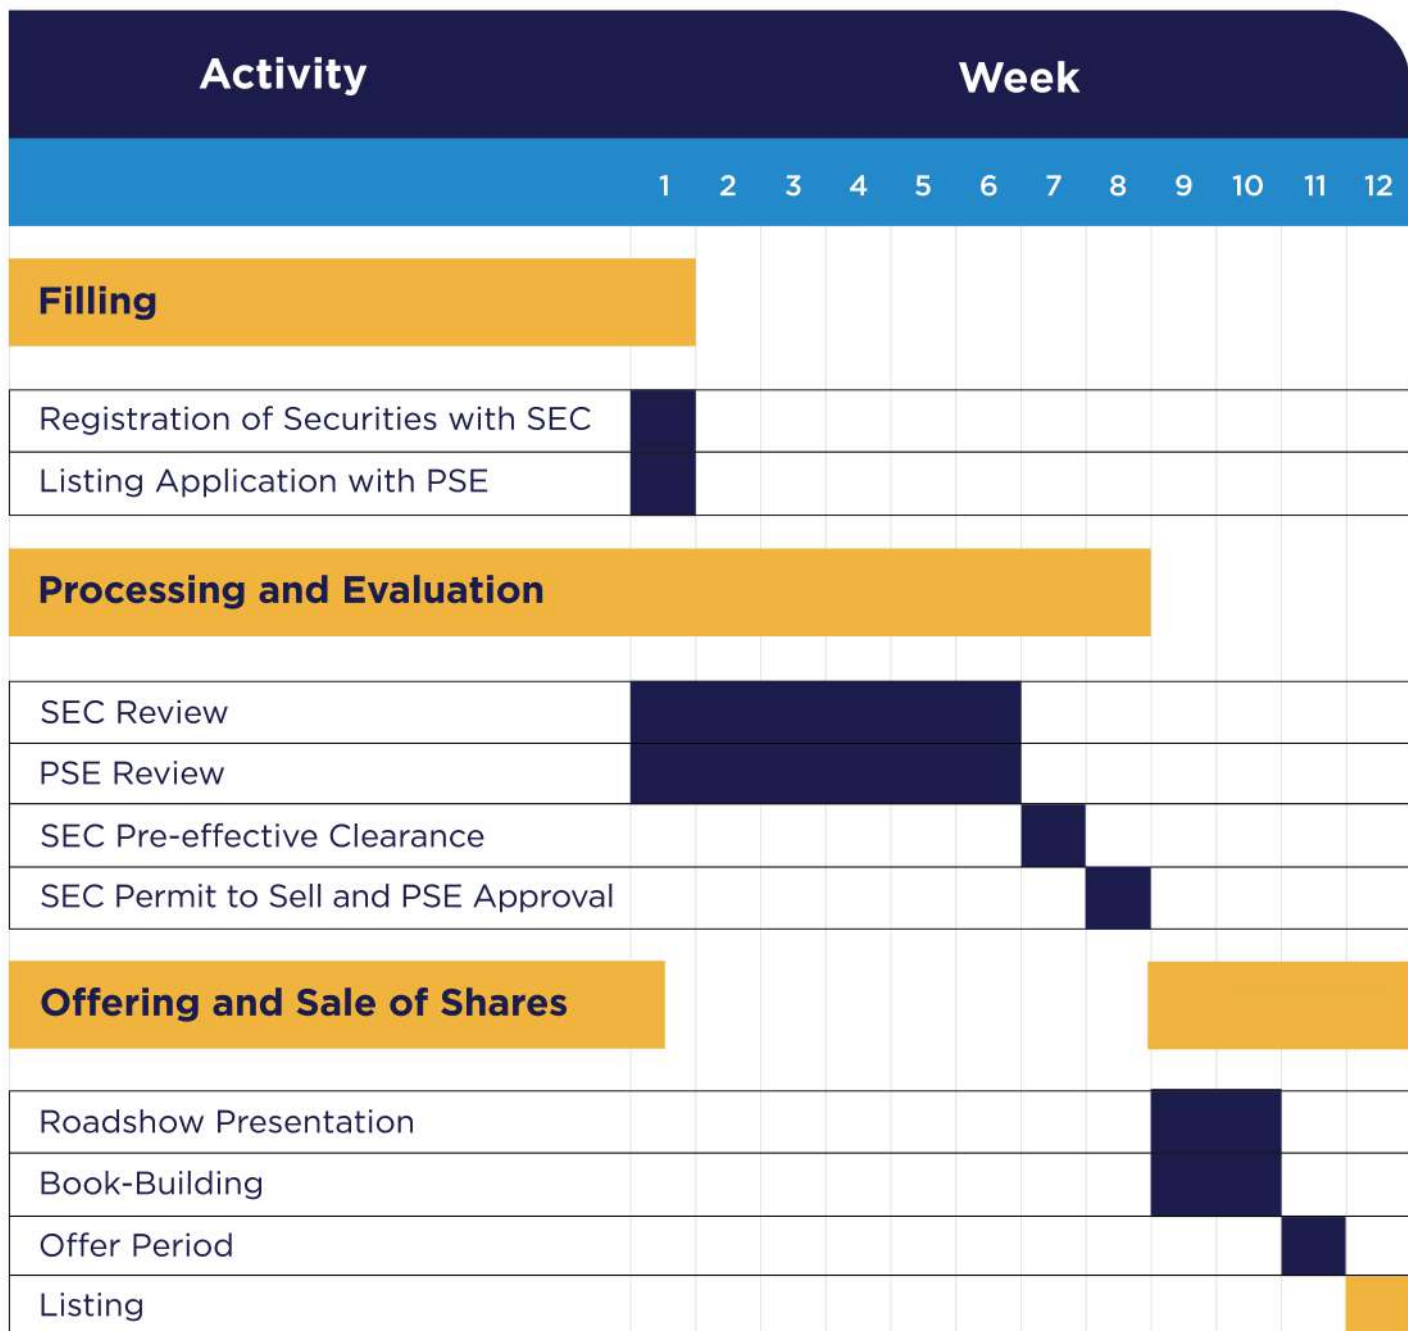 Activity Week
1 2 3 4 5 6 7 8 9 10 11 12
Filling
Registration of Securities with SEC
Listing Application with PSE
Processing and Evaluation
SEC Review
PSE Review
SEC Pre-effective Clearance
SEC Permit to Sell and PSE Approval
Offering and Sale of Shares
Roadshow Presentation
Book-Building
Offer Period
Listing